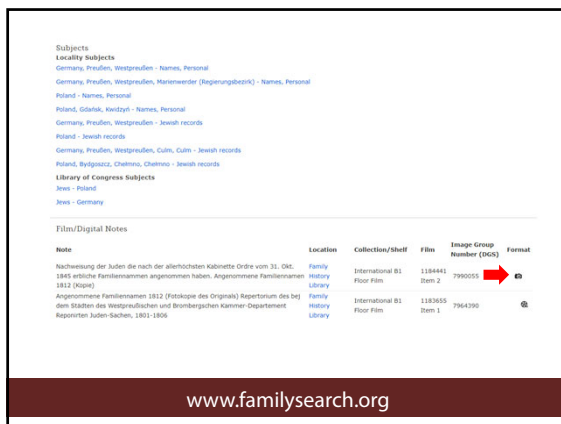 Subjects
Locality Subjects
Germany, Preußen, Westpreußen - Names, Personal
Germany, Preußen, Westpreußen, Marienwerder (Regierungsbezirk) - Names, Personal
Poland - Names, Personal
Poland, Gdańsk, Kwidzyń - Names, Personal
Germany, Preußen, Westpreußen - Jewish records
Poland - Jewish records
Germany, Preußen, Westpreußen, Culm, Culm - Jewish records
Poland, Bydgoszcz, Chełmno, Chełmno - Jewish records
Library of Congress Subjects
Jews - Poland
Jews - Germany
Film/Digital Notes
Note Location Collection/Shelf Film Image Group Number (DGS) Format
Nachweisung der Juden die nach der allerhöchsten Kabinette Ordre vom 31. Okt. Family
1845 erbliche Familiennammen angenommen haben. Angenommene Familiennamen History International B1 1184441 7990055
1812 (Kopie) Library Floor Film Item 2
Angenommene Familiennamen 1812 (Fotokopie des Originals) Repertorium des bej Family
dem Städten des Westpreußischen und Brombergschen Kammer-Departement History International B1 1183655 7964390
Reponirten Juden-Sachen, 1801-1806 Library Floor Film Item 1
www.familysearch.org